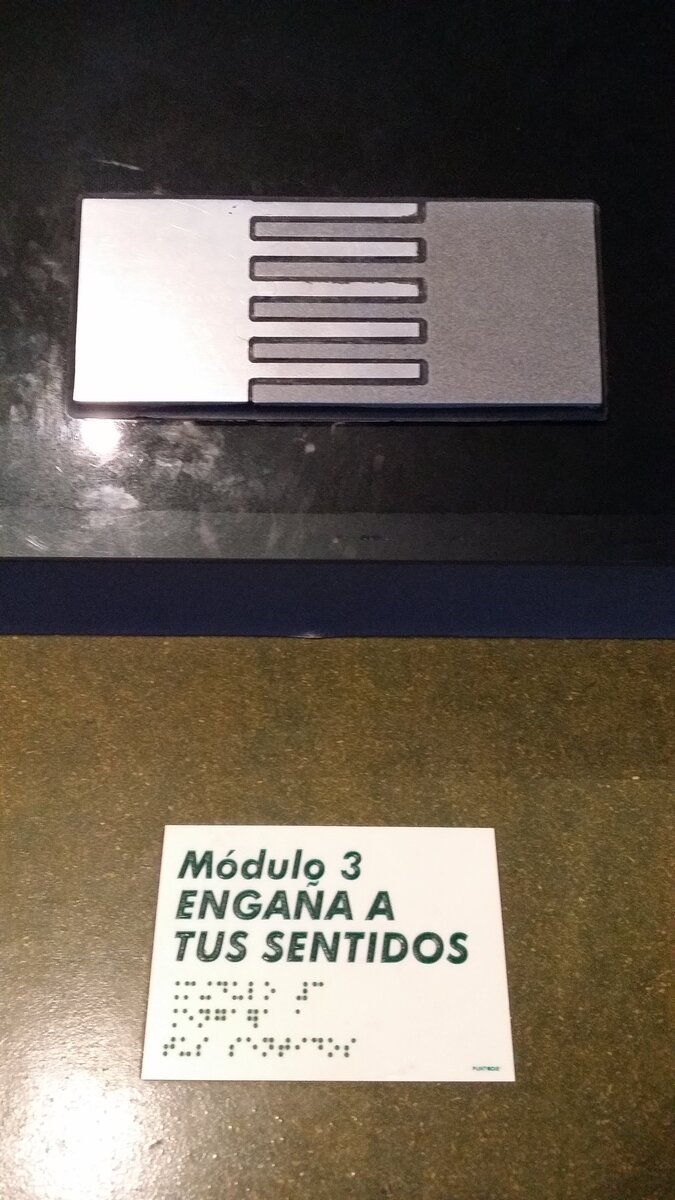 Módulo 3
ENGAÑA A
TUS SENTIDOS